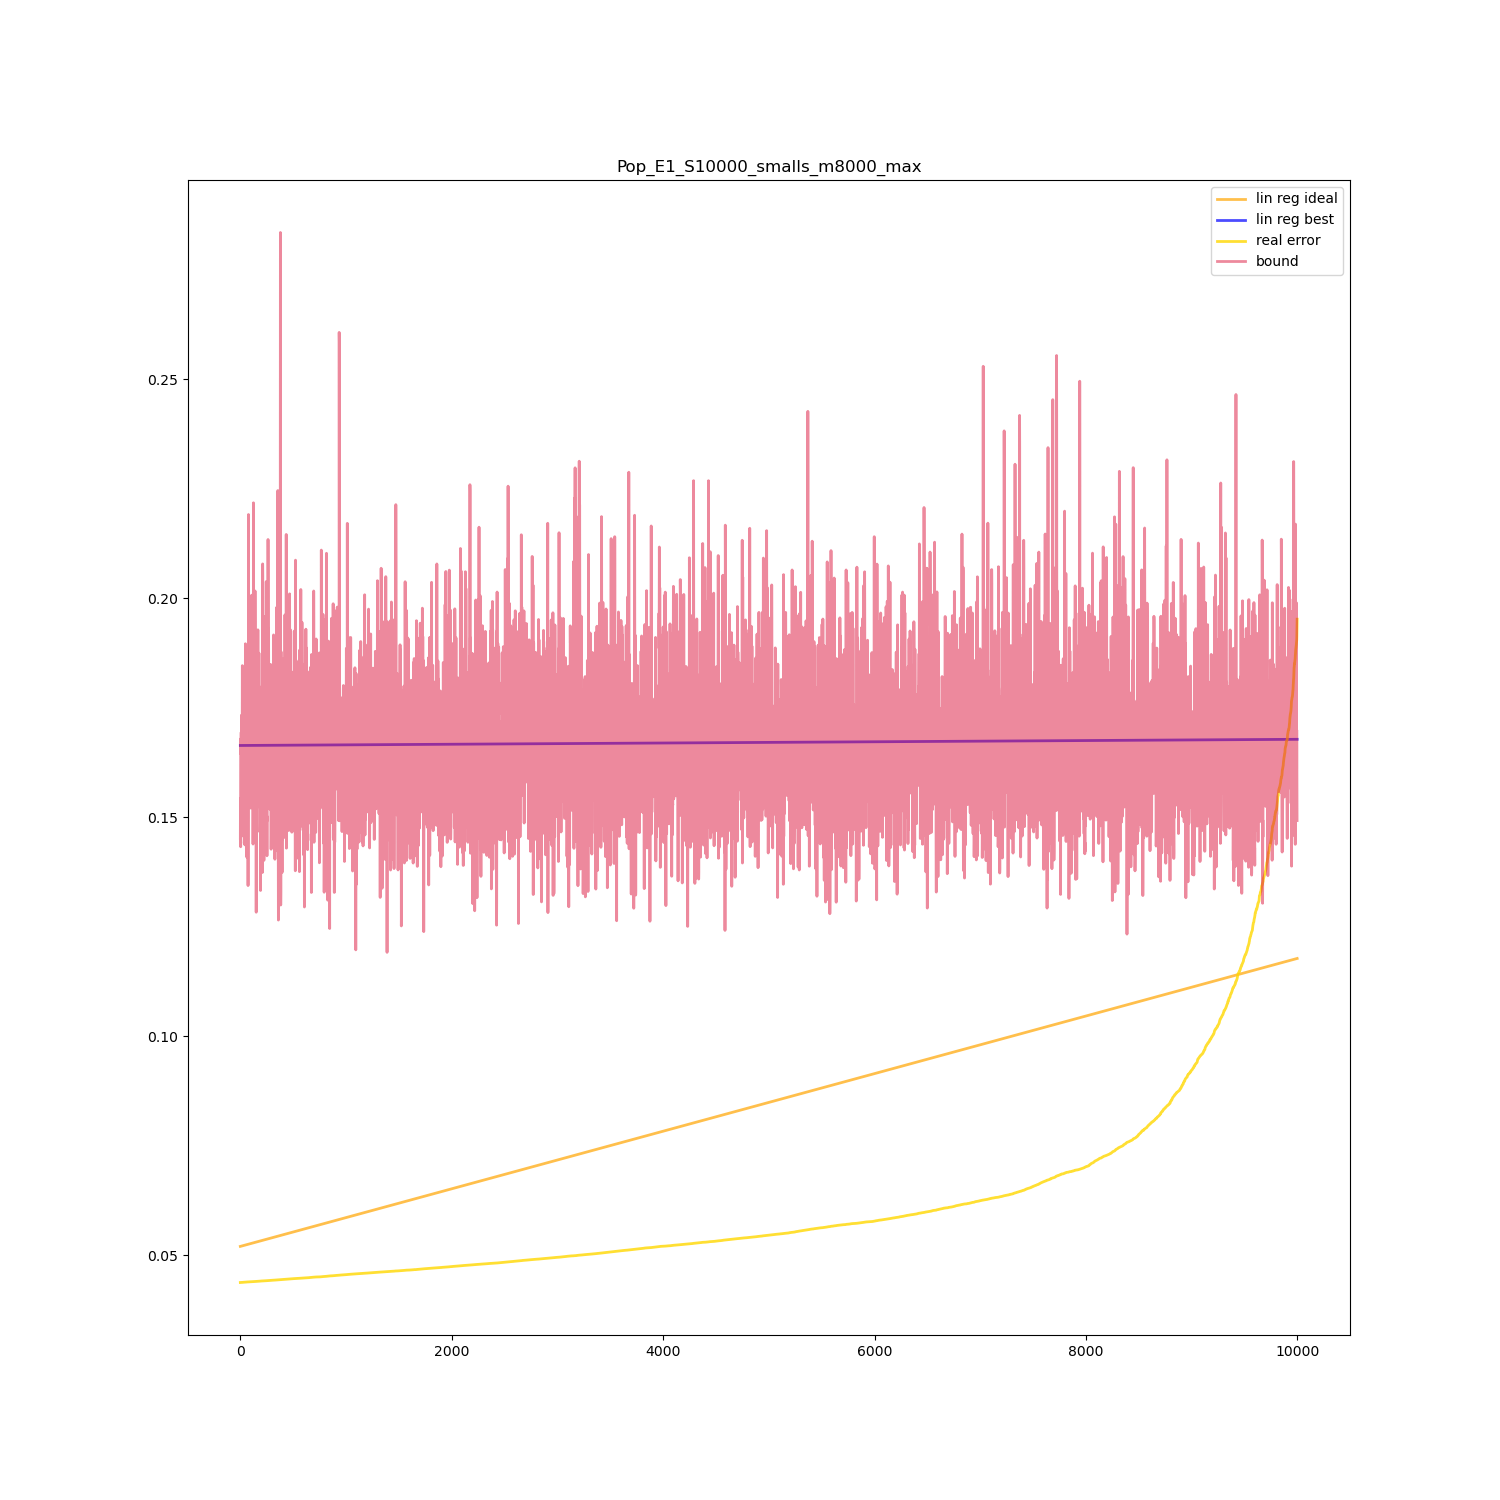 Pop_E1_S10000_smalls_m8000_max
lin reg ideal
lin reg best
real error
bound
0.25
0.20
0.15
0.10
0.05
0 2000 4000 6000 8000 10000